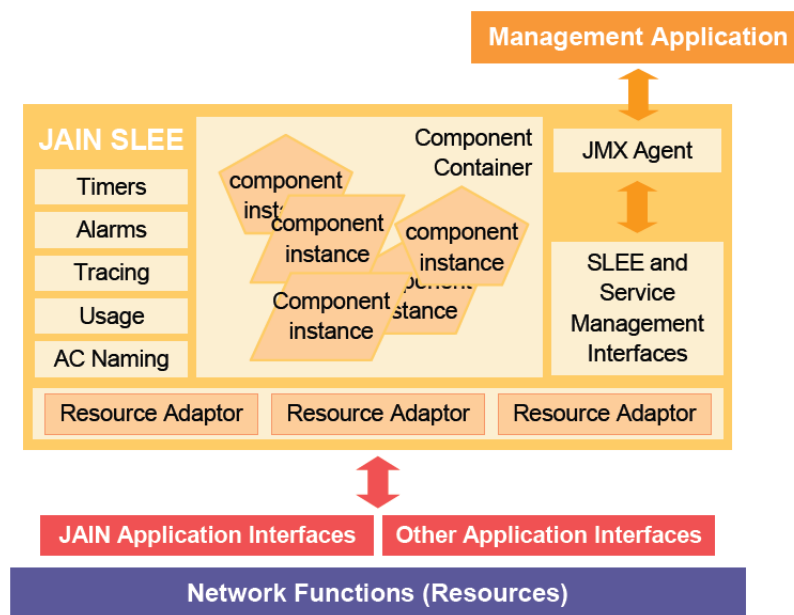 Management Application
JAIN SLEE
Timers
Alarms
Tracing
Usage
AC Naming
Component
Container
component
component
instance
component
instance
Component
instance
JMX Agent
SLEE and
Service
Management
Interfaces
Resource Adaptor
Resource Adaptor
Resource Adaptor
JAIN Application Interfaces
Other Application Interfaces
Network Functions (Resources)